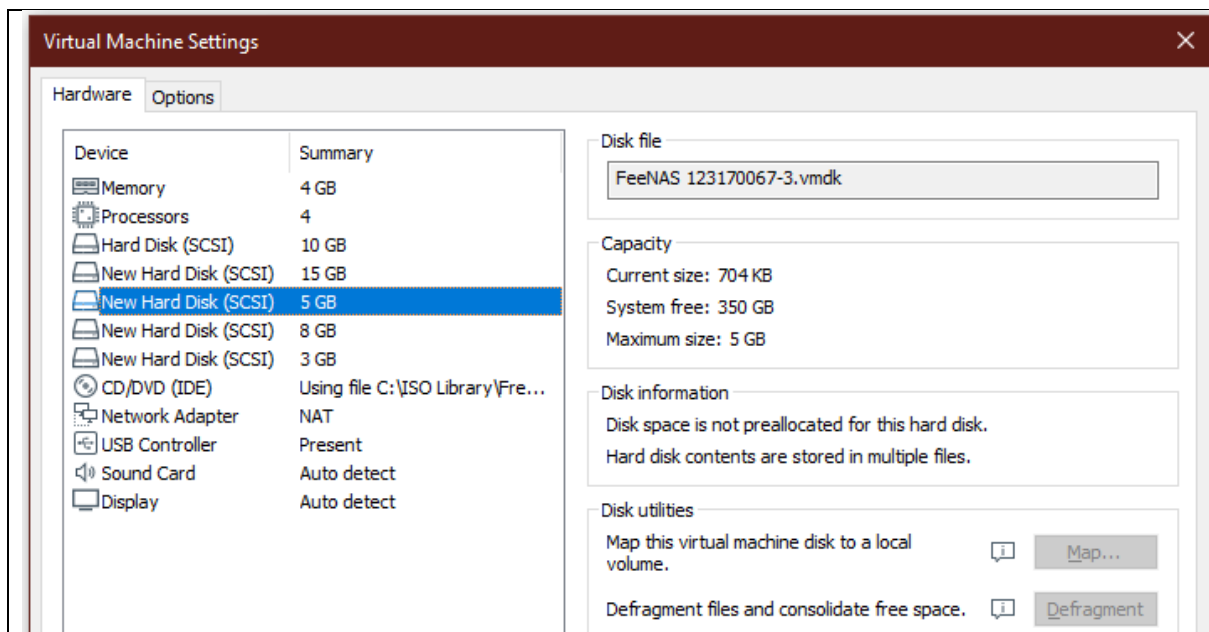 Virtual Machine Settings
Hardware
Options
Device Summary
Memory 4 GB
Processors 4
Hard Disk (SCSI) 10 GB
New Hard Disk (SCSI) 15 GB
New Hard Disk (SCSI) 5 GB
New Hard Disk (SCSI) 8 GB
New Hard Disk (SCSI) 3 GB
CD/DVD (IDE) Using file C:\ISO Library\Fre...
Network Adapter NAT
USB Controller Present
Sound Card Auto detect
Display Auto detect
Disk file
FeeNAS 123170067-3.vmdk
Capacity
Current size: 704 KB
System free: 350 GB
Maximum size: 5 GB
Disk information
Disk space is not preallocated for this hard disk.
Hard disk contents are stored in multiple files.
Disk utilities
Map this virtual machine disk to a local
volume.
Map...
Defragment files and consolidate free space.
Defragment